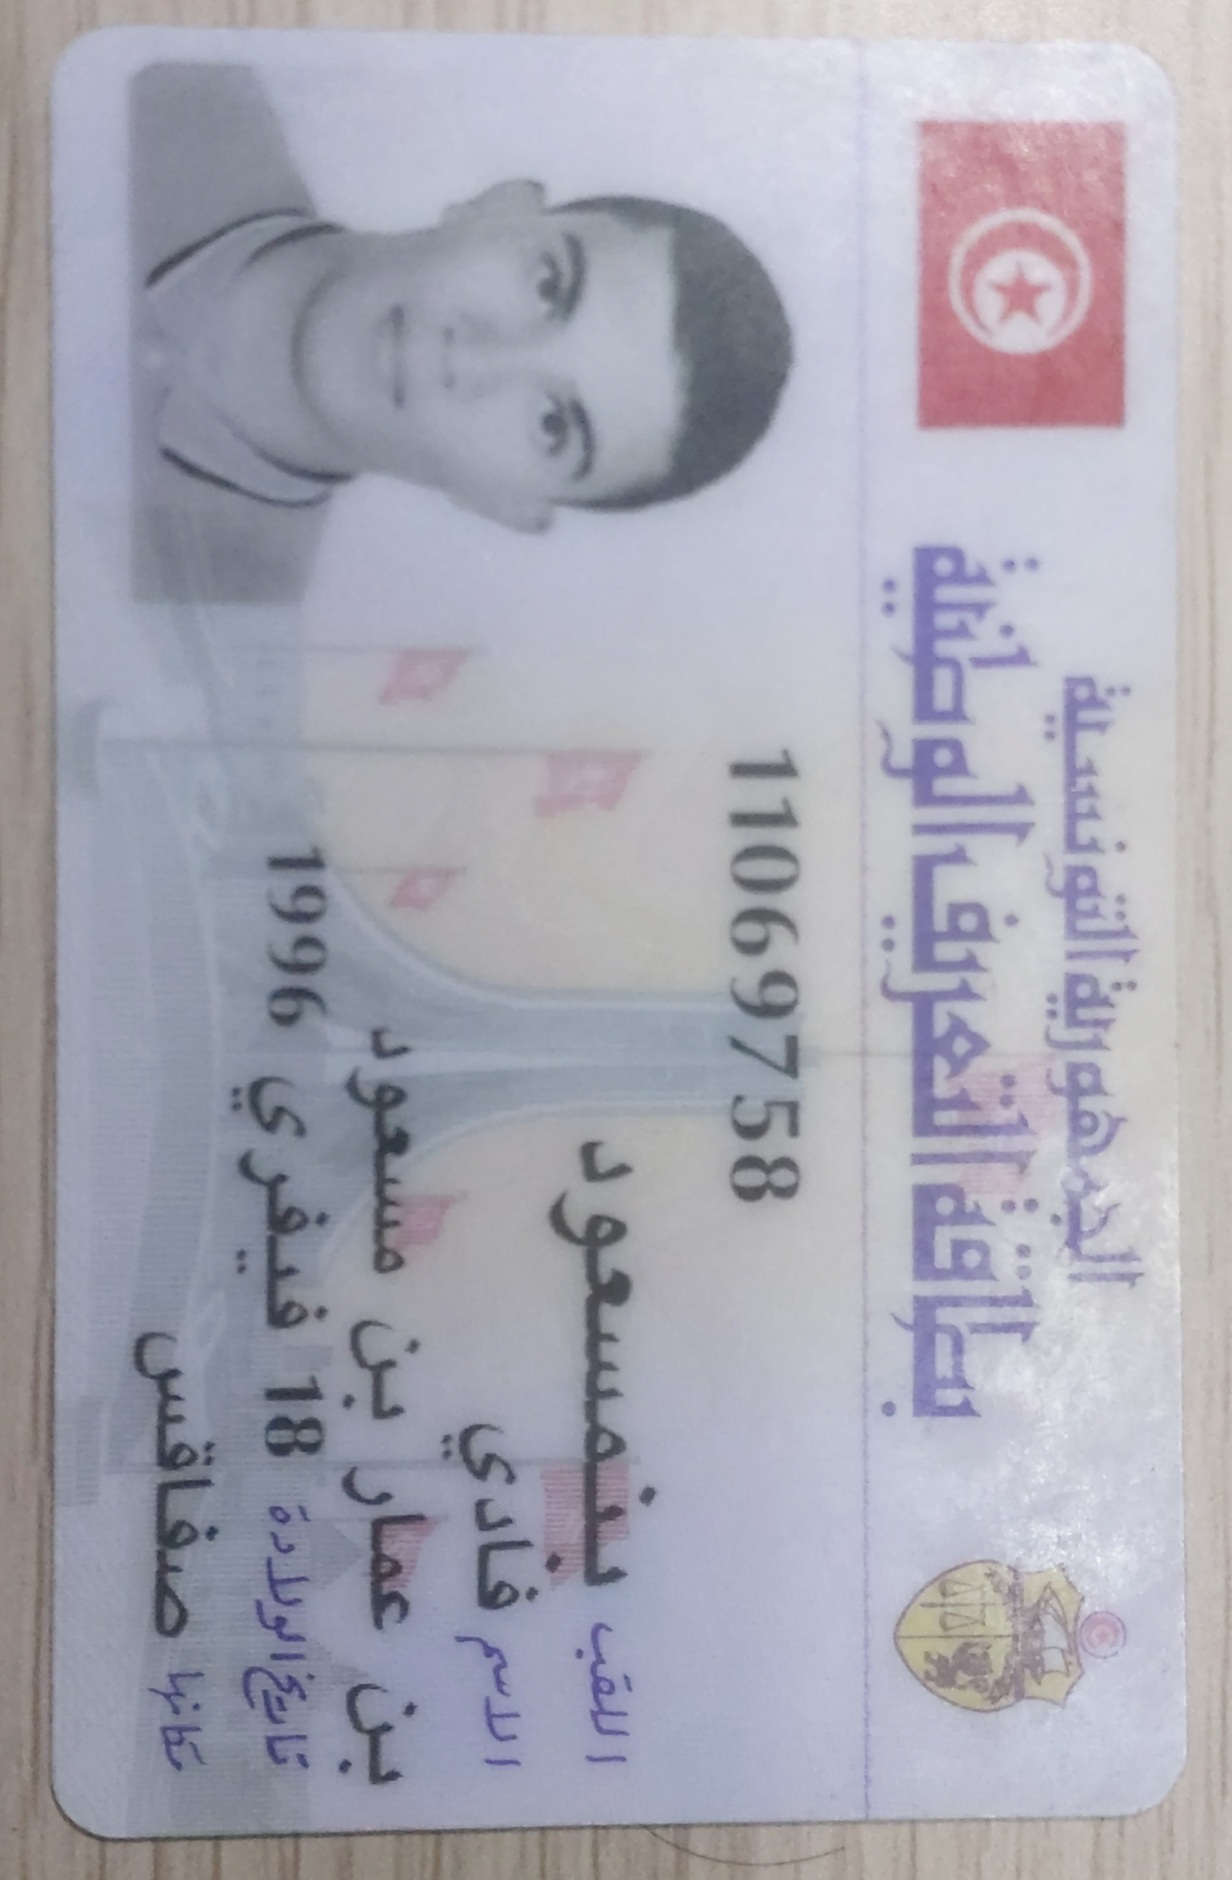 الجمهورية التونسية
بطاقة التعريف الوطنية
11069758
اللقب بنمسعود
الاسم فادي
بن عمار بن مسعود
تاريخ الولادة 18 فيفري 1996
مكانها صفاقس